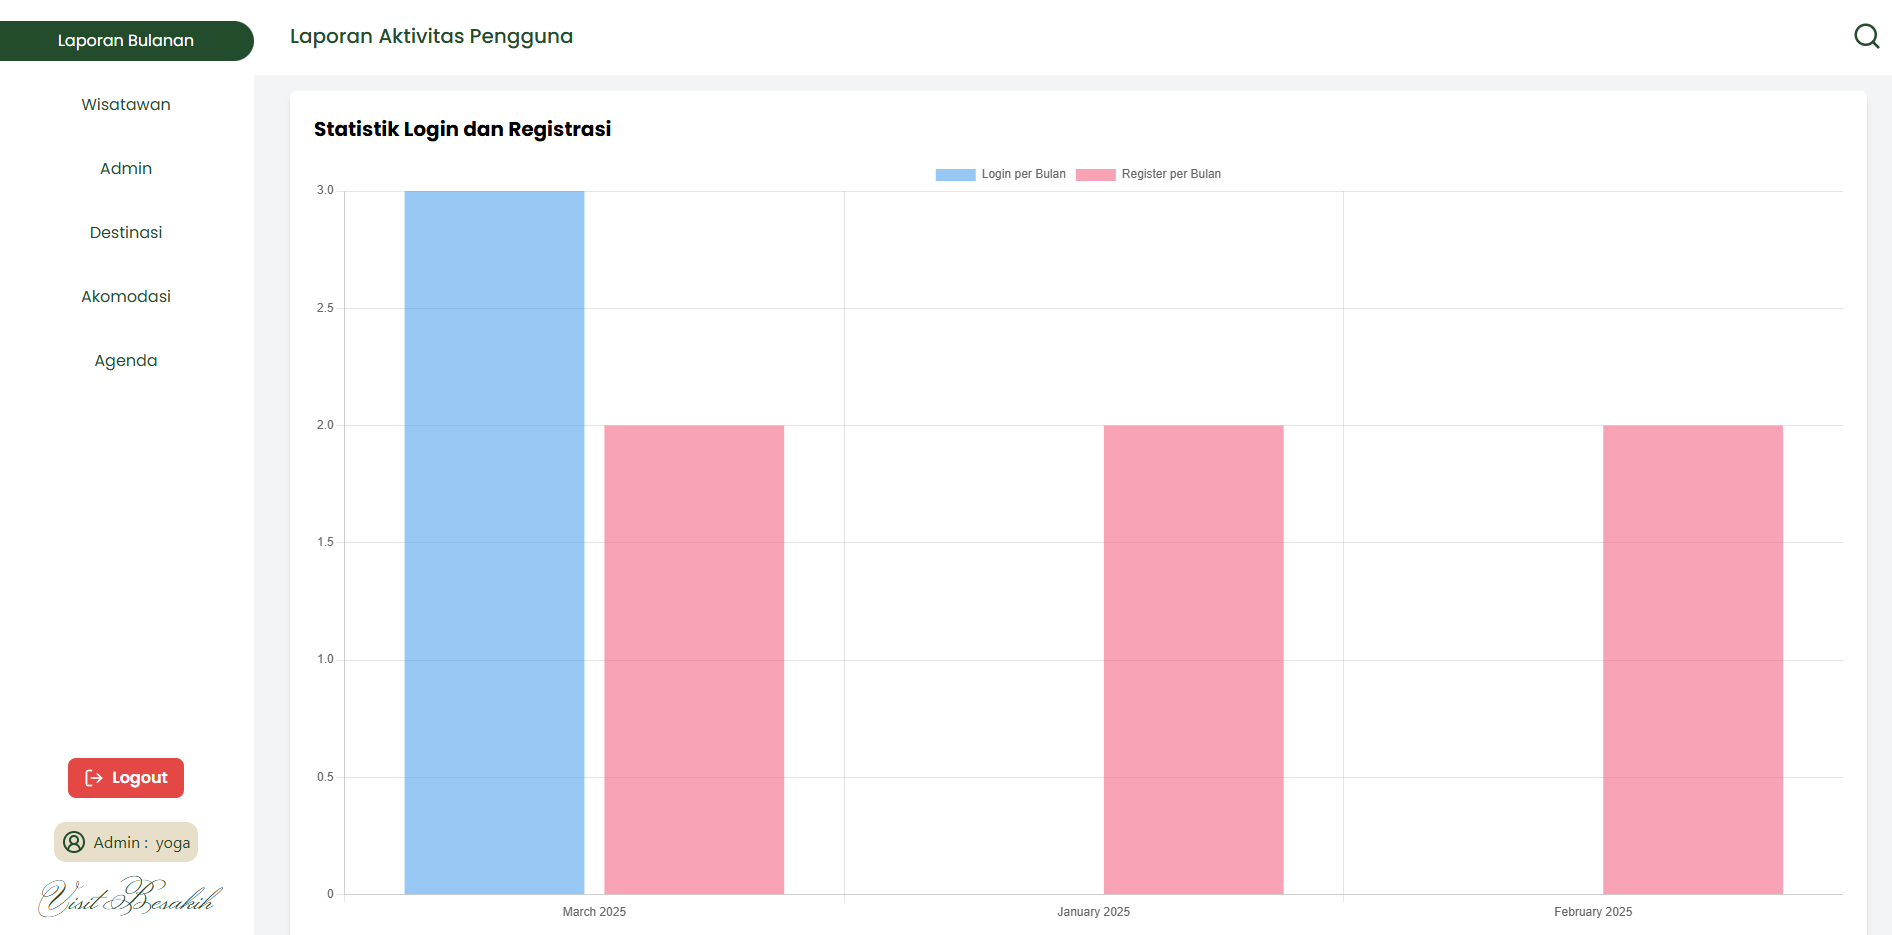 Laporan Bulanan
Wisatawan
Admin
Destinasi
Akomodasi
Agenda
Logout
Admin : yoga
Visit Besakih
Laporan Aktivitas Pengguna
Statistik Login dan Registrasi
Login per Bulan Register per Bulan
3.0
2.5
2.0
1.5
1.0
0.5
0
March 2025 January 2025 February 2025